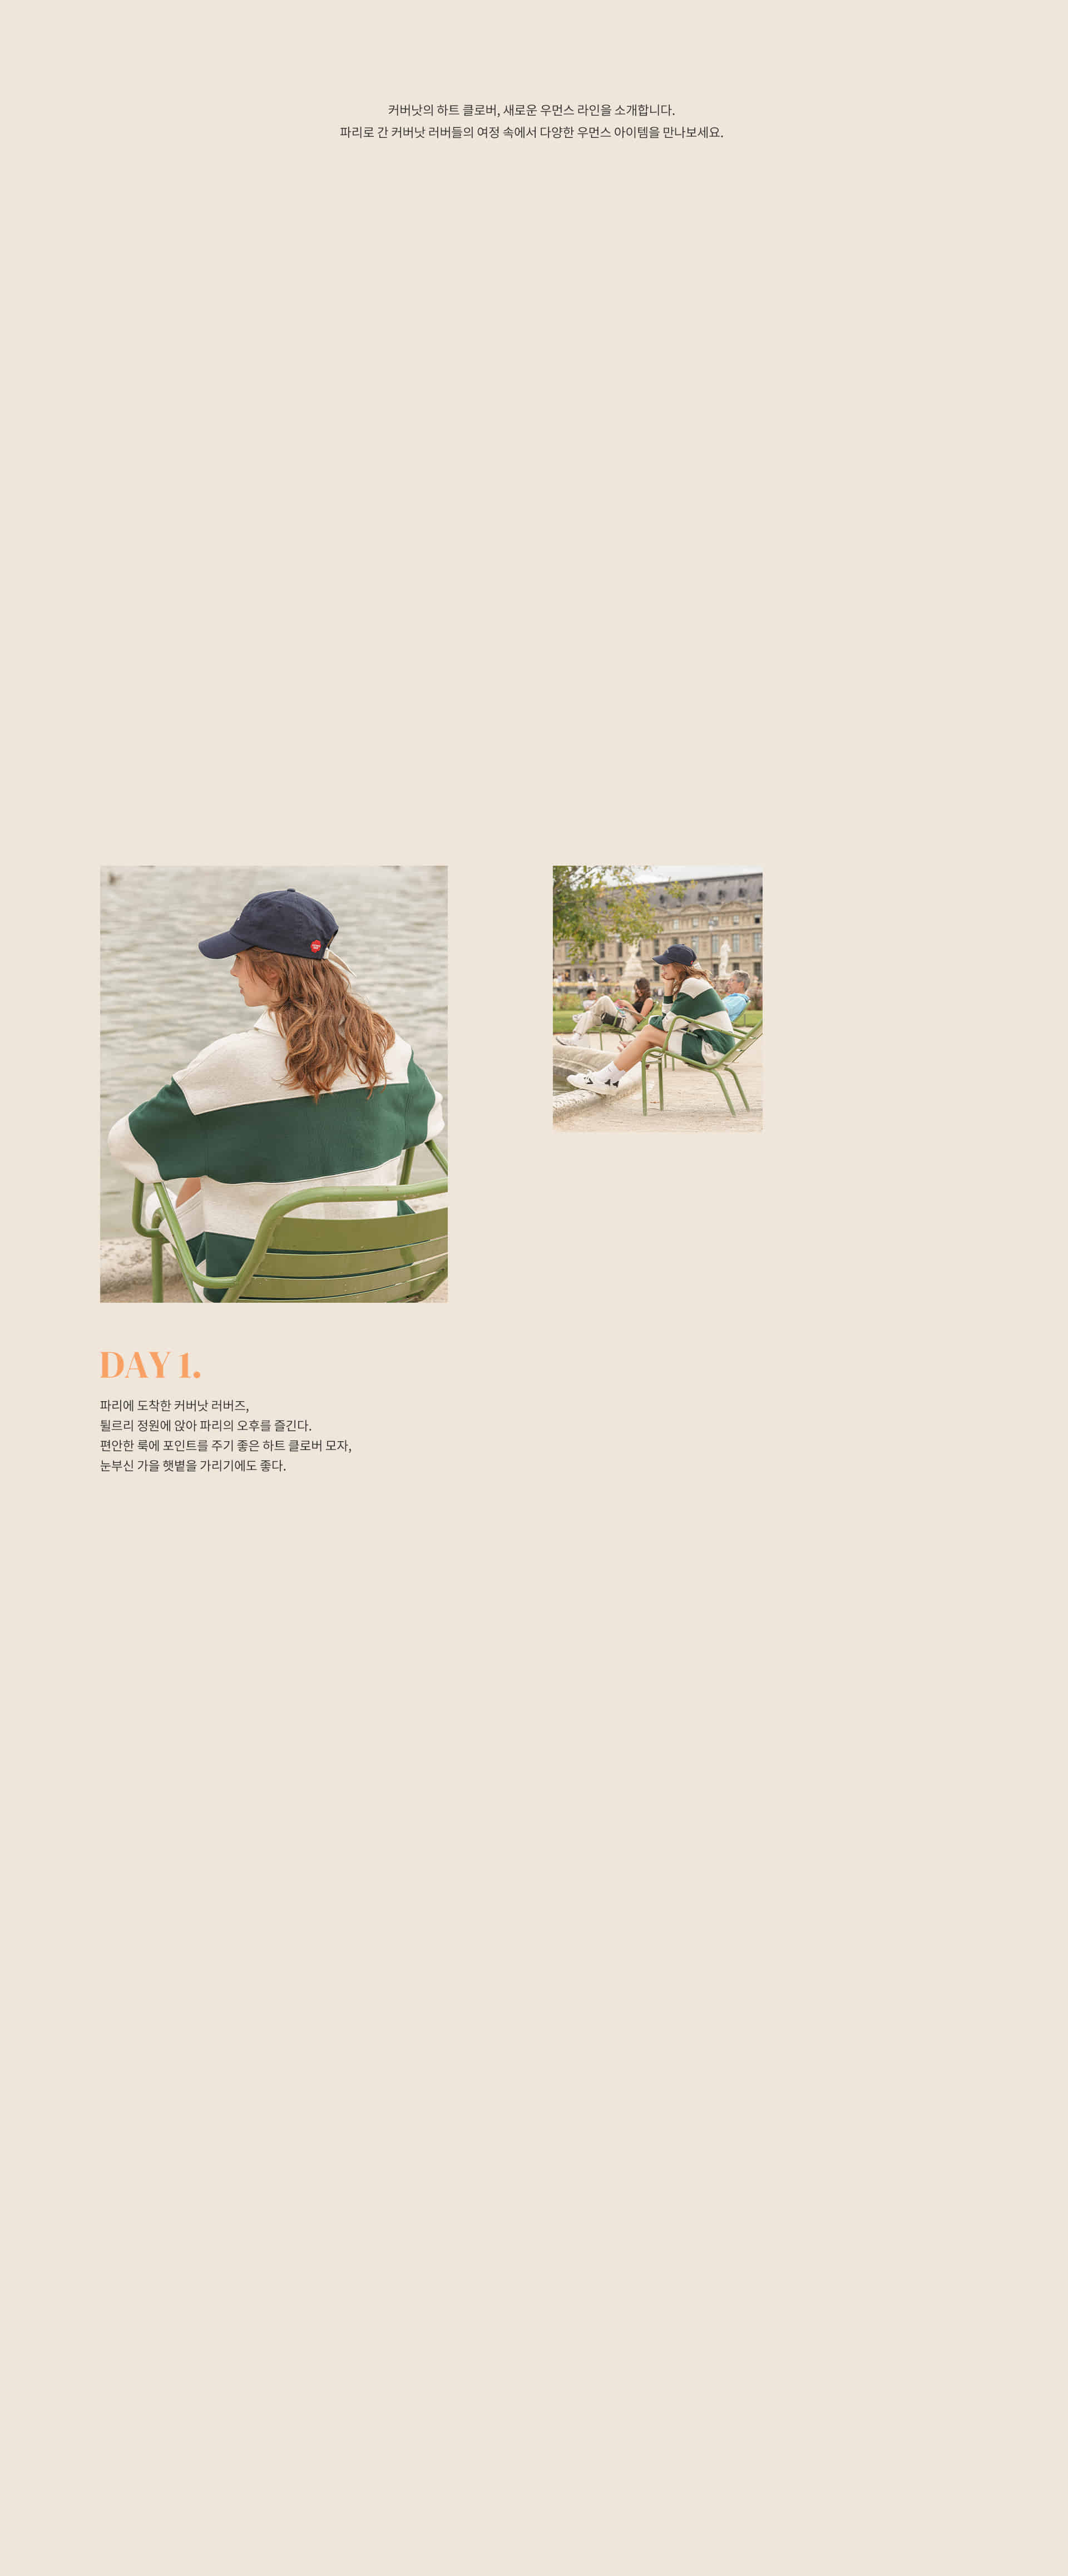 커버낫의 하트 클로버, 새로운 우먼스 라인을 소개합니다.
파리로 간 커버낫 러버들의 여정 속에서 다양한 우먼스 아이템을 만나보세요.
DAY 1.
파리에 도착한 커버낫 러버즈,
튈르리 정원에 앉아 파리의 오후를 즐긴다.
편안한 룩에 포인트를 주기 좋은 하트 클로버 모자,
눈부신 가을 햇볕을 가리기에도 좋다.